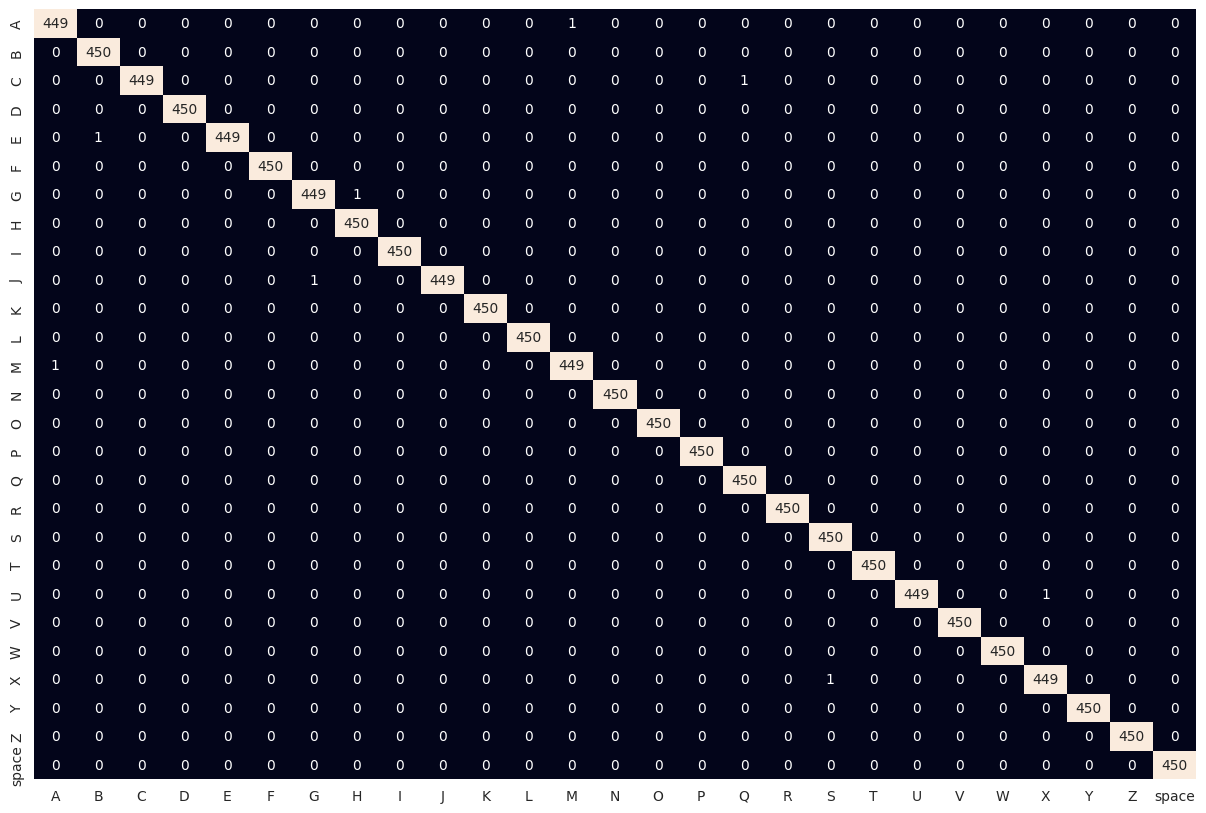 A 449 0 0 0 0 0 0 0 0 0 0 0 1 0 0 0 0 0 0 0 0 0 0 0 0 0 0
B 0 450 0 0 0 0 0 0 0 0 0 0 0 0 0 0 0 0 0 0 0 0 0 0 0 0 0
C 0 0 449 0 0 0 0 0 0 0 0 0 0 0 0 0 1 0 0 0 0 0 0 0 0 0 0
D 0 0 0 450 0 0 0 0 0 0 0 0 0 0 0 0 0 0 0 0 0 0 0 0 0 0 0
E 0 1 0 0 449 0 0 0 0 0 0 0 0 0 0 0 0 0 0 0 0 0 0 0 0 0 0
F 0 0 0 0 0 450 0 0 0 0 0 0 0 0 0 0 0 0 0 0 0 0 0 0 0 0 0
G 0 0 0 0 0 0 449 1 0 0 0 0 0 0 0 0 0 0 0 0 0 0 0 0 0 0 0
H 0 0 0 0 0 0 0 450 0 0 0 0 0 0 0 0 0 0 0 0 0 0 0 0 0 0 0
I 0 0 0 0 0 0 0 0 450 0 0 0 0 0 0 0 0 0 0 0 0 0 0 0 0 0 0
J 0 0 0 0 0 0 1 0 0 449 0 0 0 0 0 0 0 0 0 0 0 0 0 0 0 0 0
K 0 0 0 0 0 0 0 0 0 0 450 0 0 0 0 0 0 0 0 0 0 0 0 0 0 0 0
L 0 0 0 0 0 0 0 0 0 0 0 450 0 0 0 0 0 0 0 0 0 0 0 0 0 0 0
M 1 0 0 0 0 0 0 0 0 0 0 0 449 0 0 0 0 0 0 0 0 0 0 0 0 0 0
N 0 0 0 0 0 0 0 0 0 0 0 0 0 450 0 0 0 0 0 0 0 0 0 0 0 0 0
O 0 0 0 0 0 0 0 0 0 0 0 0 0 0 450 0 0 0 0 0 0 0 0 0 0 0 0
P 0 0 0 0 0 0 0 0 0 0 0 0 0 0 0 450 0 0 0 0 0 0 0 0 0 0 0
Q 0 0 0 0 0 0 0 0 0 0 0 0 0 0 0 0 450 0 0 0 0 0 0 0 0 0 0
R 0 0 0 0 0 0 0 0 0 0 0 0 0 0 0 0 0 450 0 0 0 0 0 0 0 0 0
S 0 0 0 0 0 0 0 0 0 0 0 0 0 0 0 0 0 0 450 0 0 0 0 0 0 0 0
T 0 0 0 0 0 0 0 0 0 0 0 0 0 0 0 0 0 0 0 450 0 0 0 0 0 0 0
U 0 0 0 0 0 0 0 0 0 0 0 0 0 0 0 0 0 0 0 0 449 0 0 1 0 0 0
V 0 0 0 0 0 0 0 0 0 0 0 0 0 0 0 0 0 0 0 0 0 450 0 0 0 0 0
W 0 0 0 0 0 0 0 0 0 0 0 0 0 0 0 0 0 0 0 0 0 0 450 0 0 0 0
X 0 0 0 0 0 0 0 0 0 0 0 0 0 0 0 0 0 0 1 0 0 0 0 449 0 0 0
Y 0 0 0 0 0 0 0 0 0 0 0 0 0 0 0 0 0 0 0 0 0 0 0 0 450 0 0
Z 0 0 0 0 0 0 0 0 0 0 0 0 0 0 0 0 0 0 0 0 0 0 0 0 0 450 0
space 0 0 0 0 0 0 0 0 0 0 0 0 0 0 0 0 0 0 0 0 0 0 0 0 0 0 450
A B C D E F G H I J K L M N O P Q R S T U V W X Y Z space